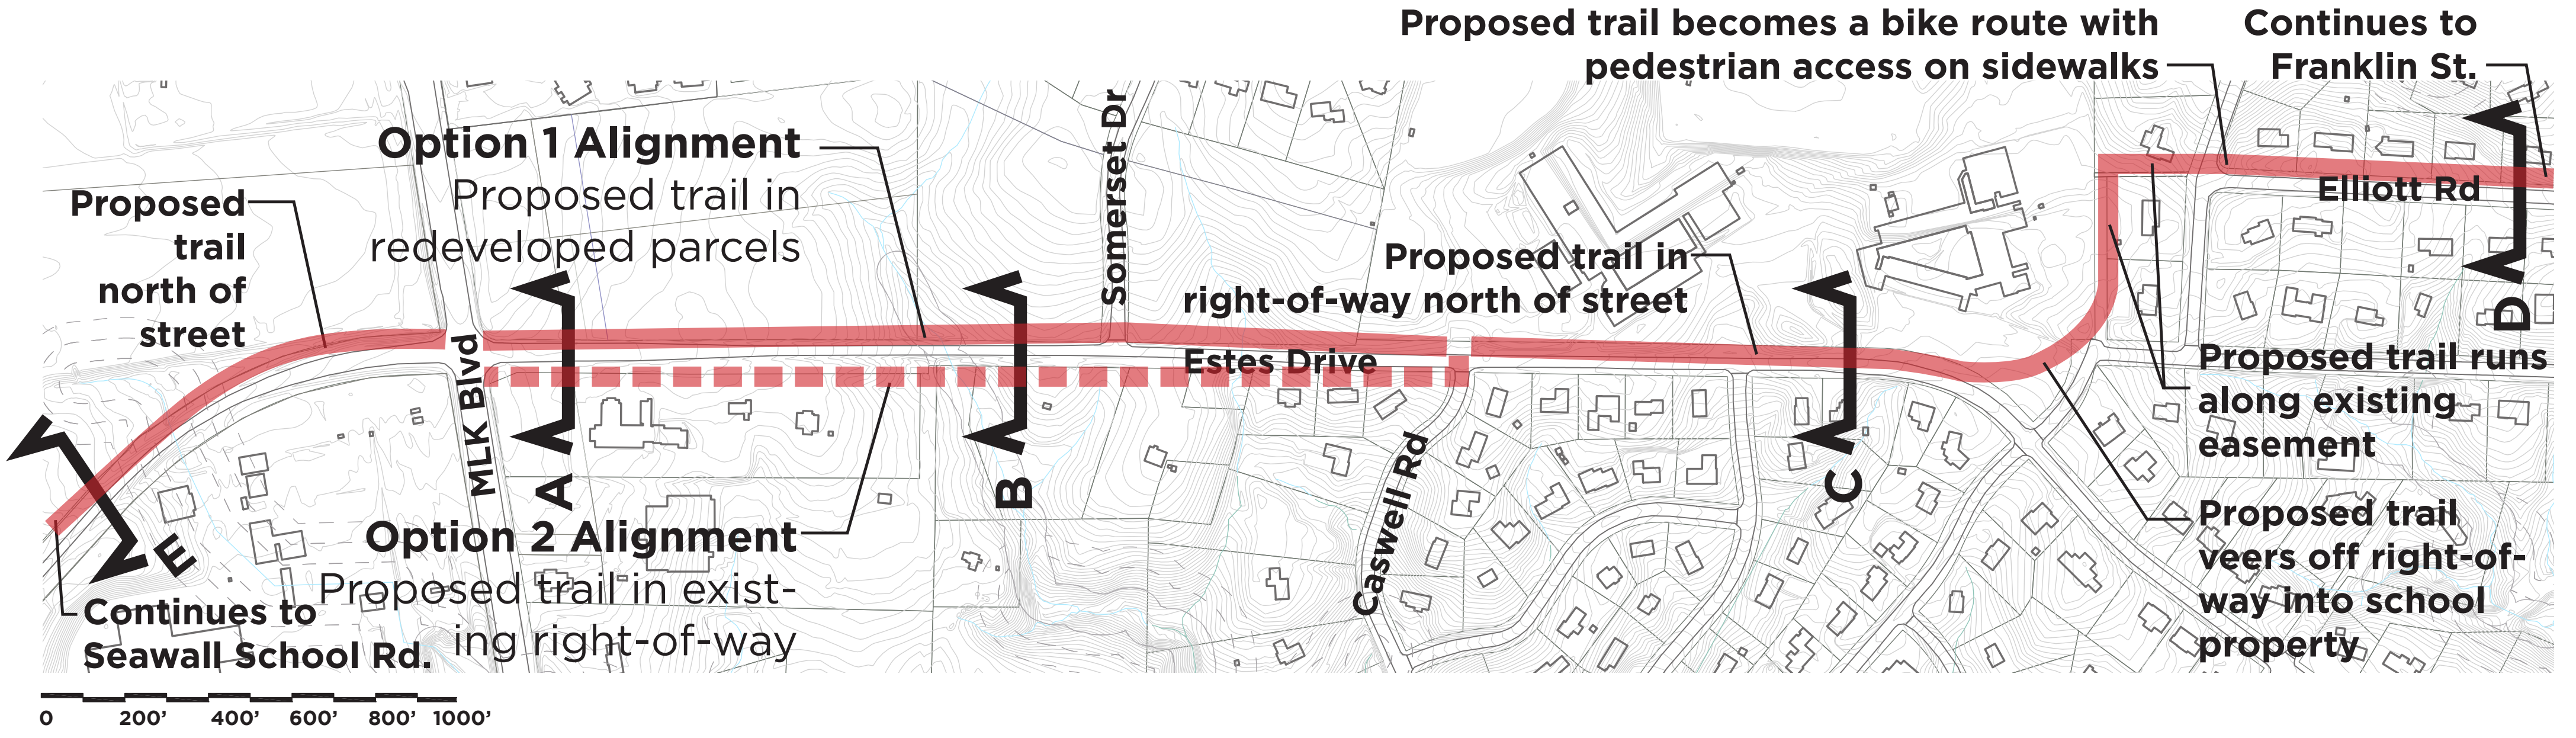 Proposed trail becomes a bike route with
pedestrian access on sidewalks
Continues to
Franklin St.
Option 1 Alignment
Proposed trail in
redeveloped parcels
Proposed
trail
north of
street
Somerset Dr
Elliott Rd
D
Proposed trail in
right-of-way north of street
MLK Blvd
Estes Drive
A
B
C
Caswell Rd
Proposed trail runs
along existing
easement
Option 2 Alignment
Proposed trail in exist-
ing right-of-way
E
Continues to
Seawall School Rd.
Proposed trail
veers off right-of-
way into school
property
0 200’ 400’ 600’ 800’ 1000’